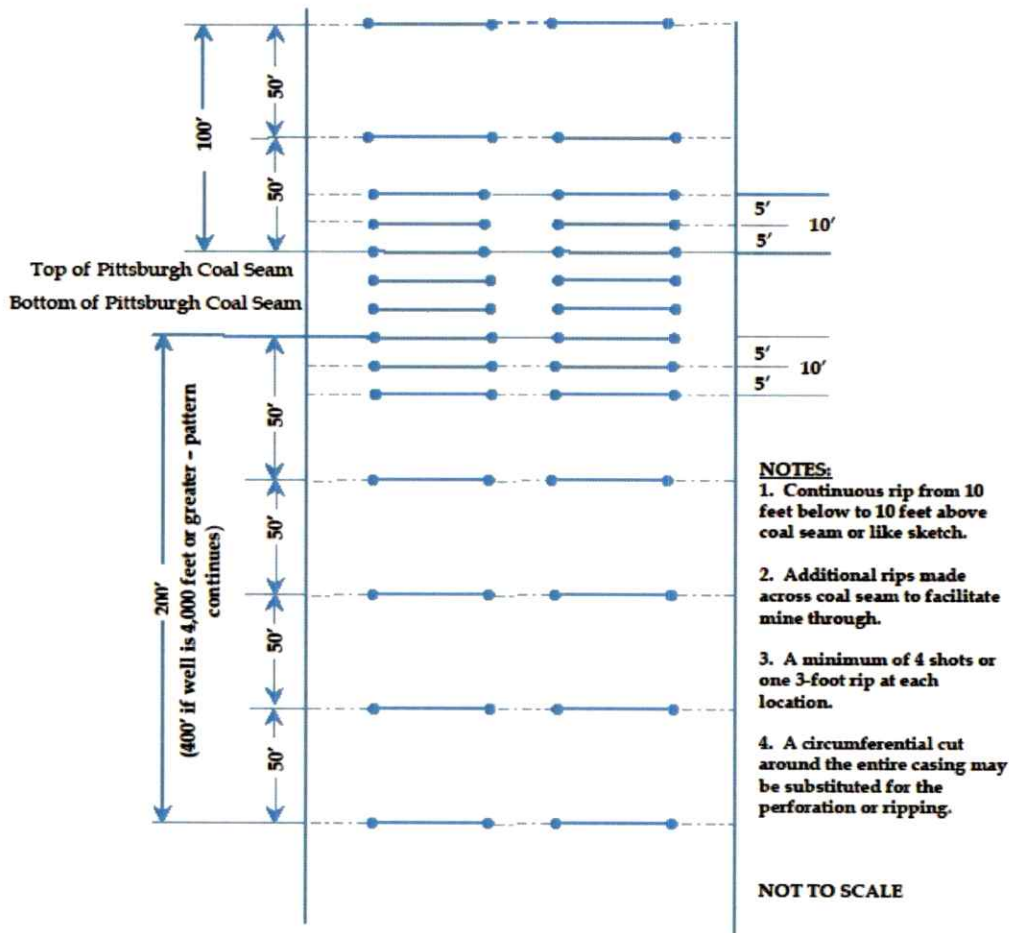 50'
100'
50'
5'
10'
5'
Top of Pittsburgh Coal Seam
Bottom of Pittsburgh Coal Seam
5'
10'
5'
50'
50'
200'
(400' if well is 4,000 feet or greater – pattern
continues)
50'
50'
NOTES:
1. Continuous rip from 10
feet below to 10 feet above
coal seam or like sketch.
2. Additional rips made
across coal seam to facilitate
mine through.
3. A minimum of 4 shots or
one 3-foot rip at each
location.
4. A circumferential cut
around the entire casing may
be substituted for the
perforation or ripping.
NOT TO SCALE